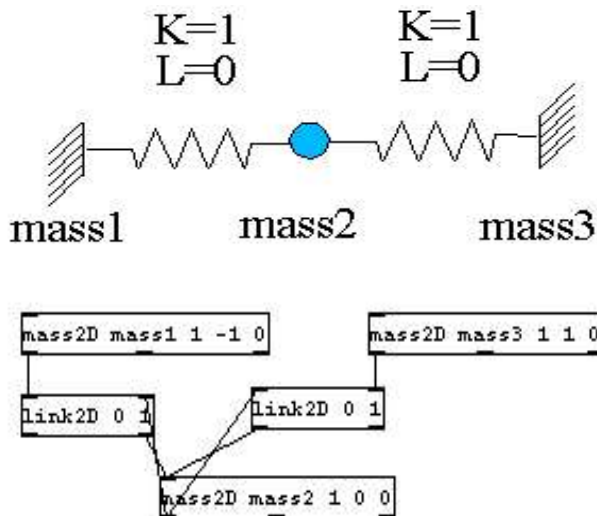 K=1 K=1
L=0 L=0
mass1 mass2 mass3
mass2D mass1 1 -1 0 mass2D mass3 1 1 0
link2D 0 1 link2D 0 1
mass2D mass2 1 0 0